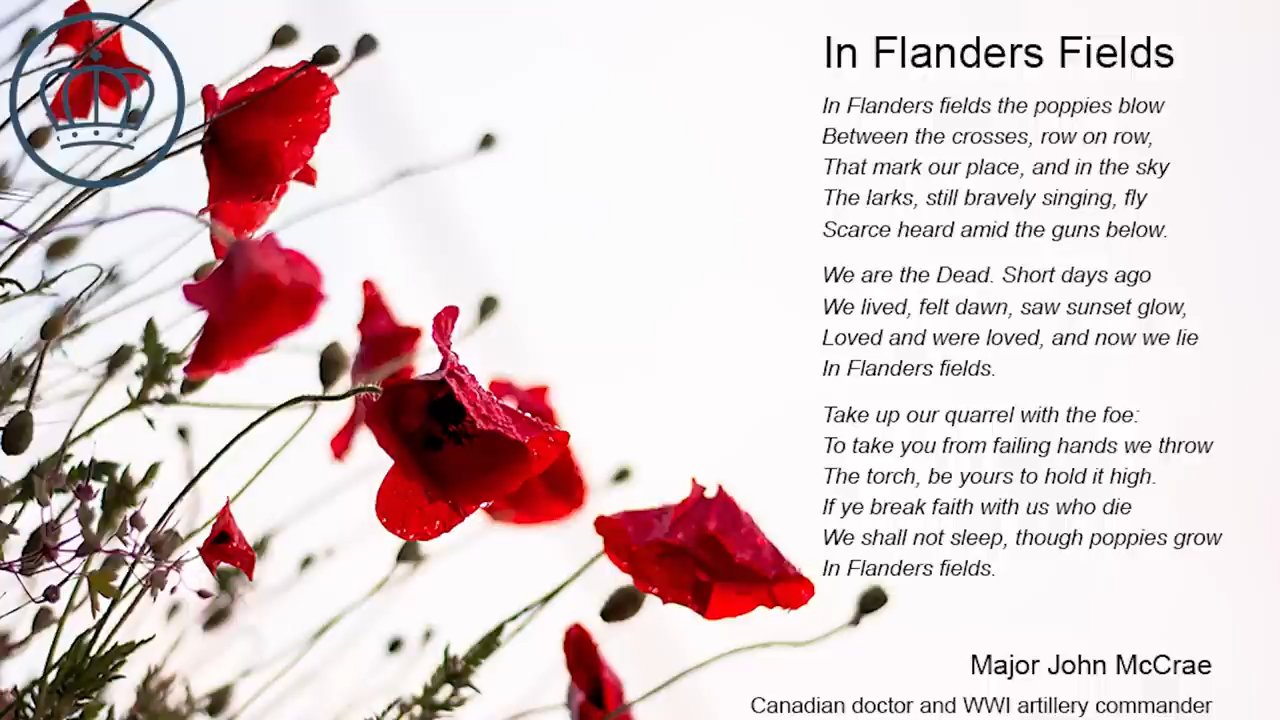 In Flanders Fields
In Flanders fields the poppies blow
Between the crosses, row on row,
That mark our place, and in the sky
The larks, still bravely singing, fly
Scarce heard amid the guns below.
We are the Dead. Short days ago
We lived, felt dawn, saw sunset glow,
Loved and were loved, and now we lie
In Flanders fields.
Take up our quarrel with the foe:
To take you from failing hands we throw
The torch, be yours to hold it high.
If ye break faith with us who die
We shall not sleep, though poppies grow
In Flanders fields.
Major John McCrae
Canadian doctor and WWI artillery commander